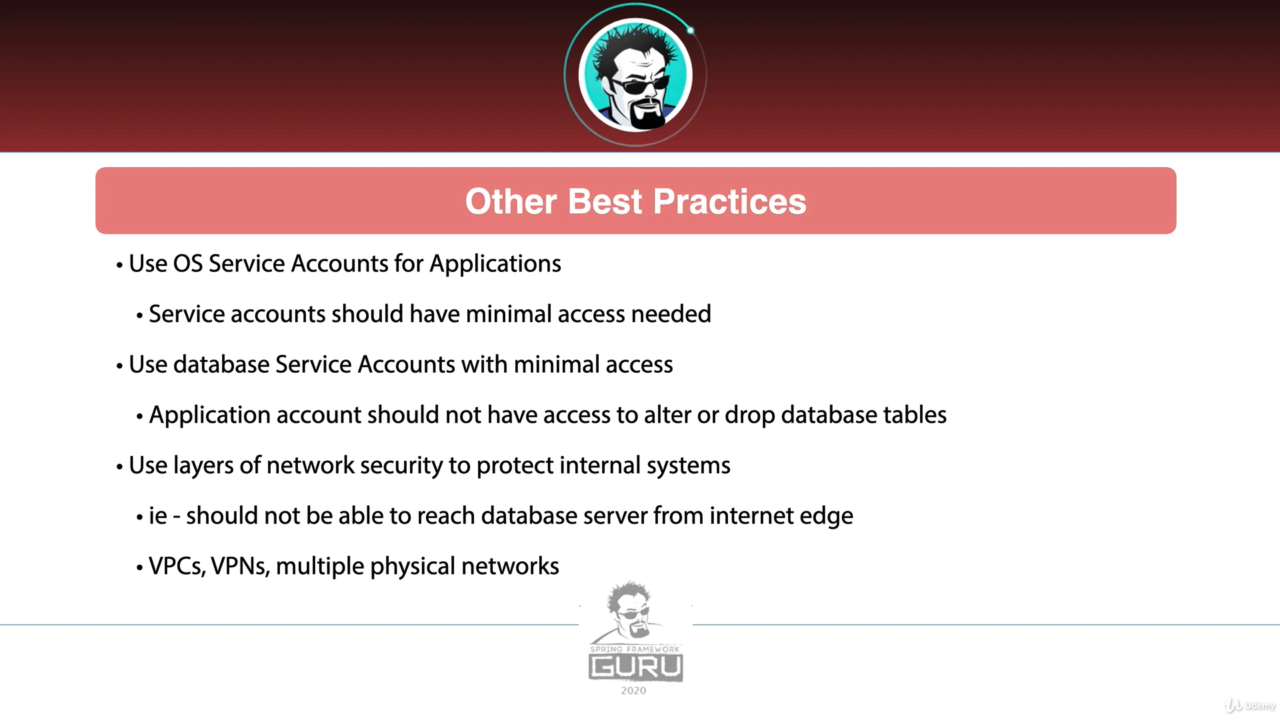 Other Best Practices
• Use OS Service Accounts for Applications
• Service accounts should have minimal access needed
• Use database Service Accounts with minimal access
• Application account should not have access to alter or drop database tables
• Use layers of network security to protect internal systems
• ie - should not be able to reach database server from internet edge
• VPCs, VPNs, multiple physical networks
SPRING FRAMEWORK
GURU
2020
Udemy